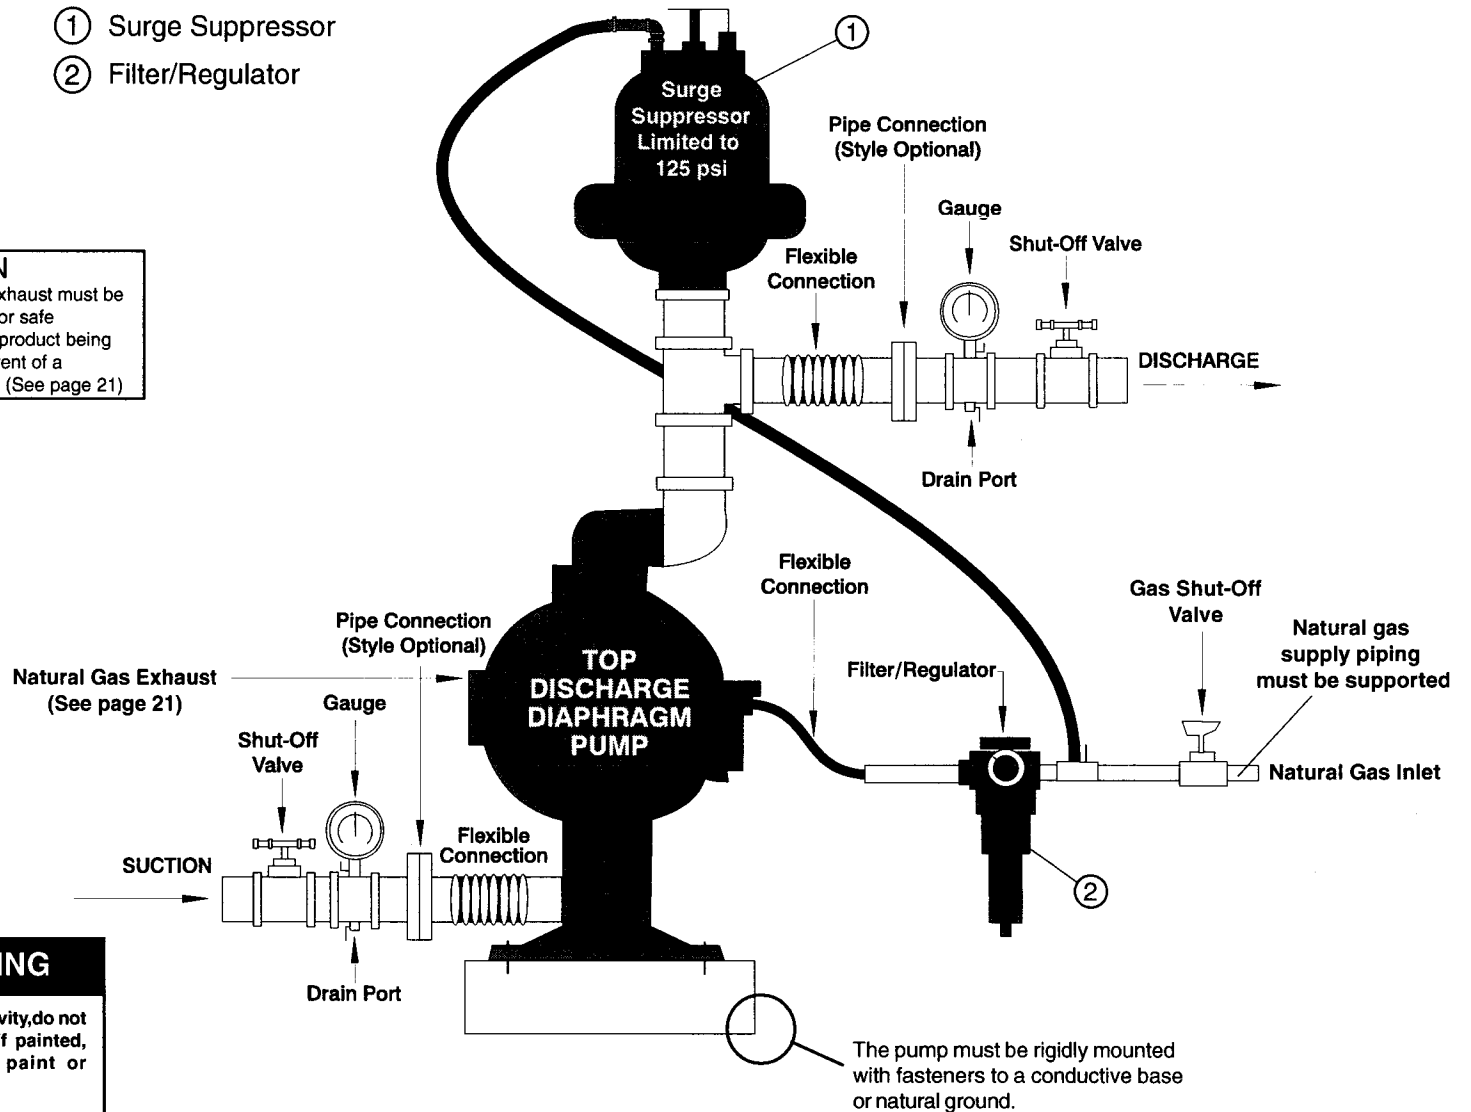 ① Surge Suppressor
② Filter/Regulator
①
Surge
Suppressor
Limited to
125 psi
Pipe Connection
(Style Optional)
Gauge
Shut-Off Valve
Flexible
Connection
DISCHARGE
Drain Port
N
xhaust must be
or safe
product being
ent of a
(See page 21)
Flexible
Connection
Gas Shut-Off
Valve
Natural gas
supply piping
must be supported
Pipe Connection
(Style Optional)
TOP
DISCHARGE
DIAPHRAGM
PUMP
Filter/Regulator
Natural Gas Exhaust
(See page 21)
Gauge
Shut-Off
Valve
Natural Gas Inlet
Flexible
Connection
SUCTION
②
Drain Port
ING
vity,do not
f painted,
paint or
The pump must be rigidly mounted
with fasteners to a conductive base
or natural ground.